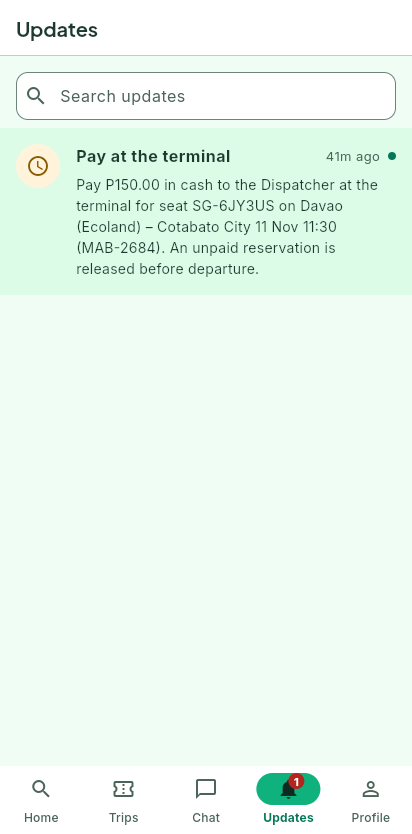 Updates
Search updates
Pay at the terminal
41m ago
Pay P150.00 in cash to the Dispatcher at the
terminal for seat SG-6JY3US on Davao
(Ecoland) – Cotabato City 11 Nov 11:30
(MAB-2684). An unpaid reservation is
released before departure.
1
Home
Trips
Chat
Updates
Profile